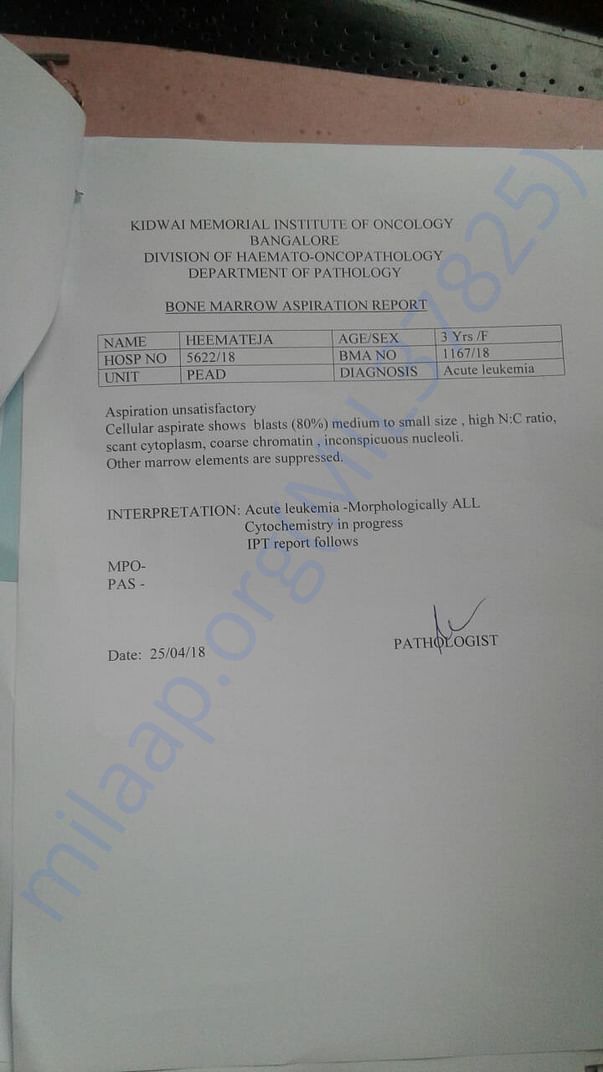 KIDWAI MEMORIAL INSTITUTE OF ONCOLOGY
BANGALORE
DIVISION OF HAEMATO-ONCOPATHOLOGY
DEPARTMENT OF PATHOLOGY
BONE MARROW ASPIRATION REPORT
NAME HEEMATEJA AGE/SEX 3 Yrs /F
HOSP NO 5622/18 BMA NO 1167/18
UNIT PEAD DIAGNOSIS Acute leukemia
Aspiration unsatisfactory
Cellular aspirate shows blasts (80%) medium to small size , high N:C ratio,
scant cytoplasm, coarse chromatin , inconspicuous nucleoli.
Other marrow elements are suppressed.
INTERPRETATION: Acute leukemia -Morphologically ALL
Cytochemistry in progress
IPT report follows
MPO-
PAS -
Date: 25/04/18
PATHOLOGIST